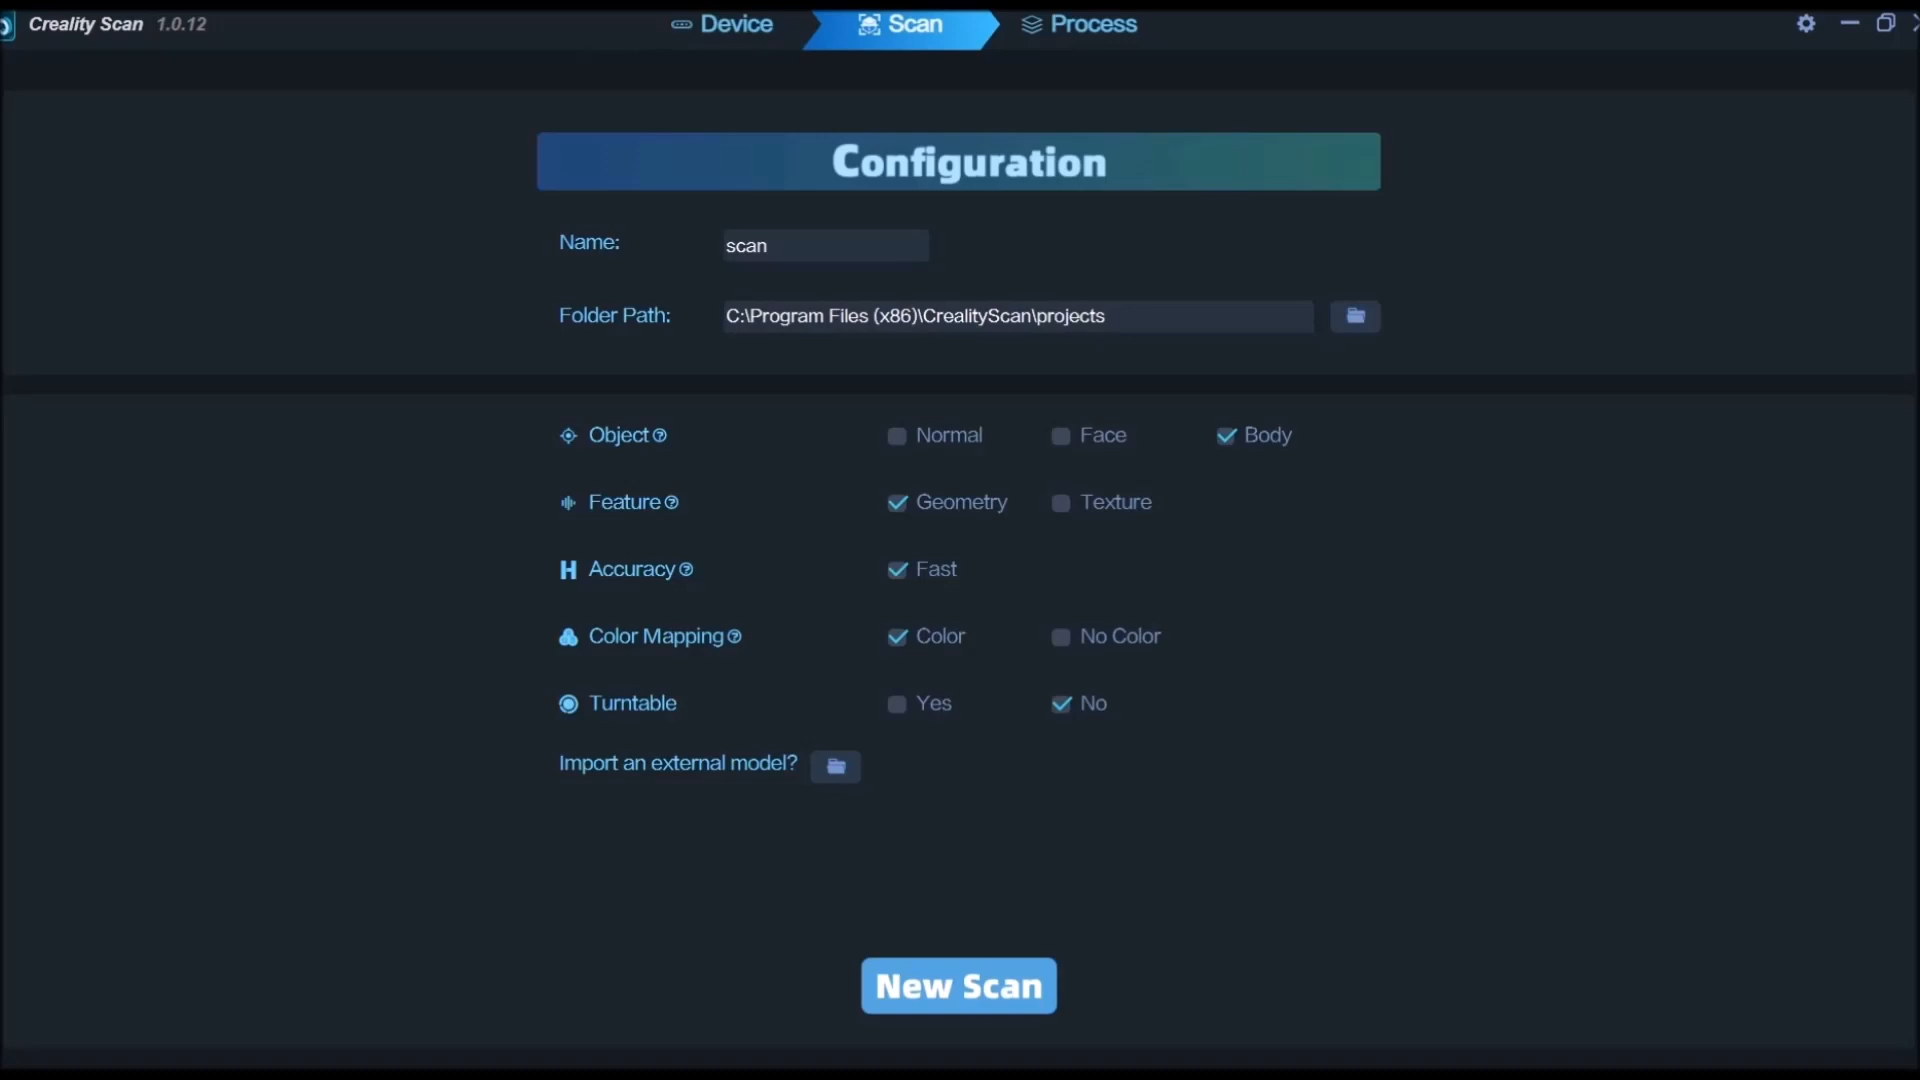 Creality Scan 1.0.12
Device
Scan
Process
Configuration
Name: scan
Folder Path: C:\Program Files (x86)\CrealityScan\projects
Object Normal Face Body
Feature Geometry Texture
Accuracy Fast
Color Mapping Color No Color
Turntable Yes No
Import an external model?
New Scan